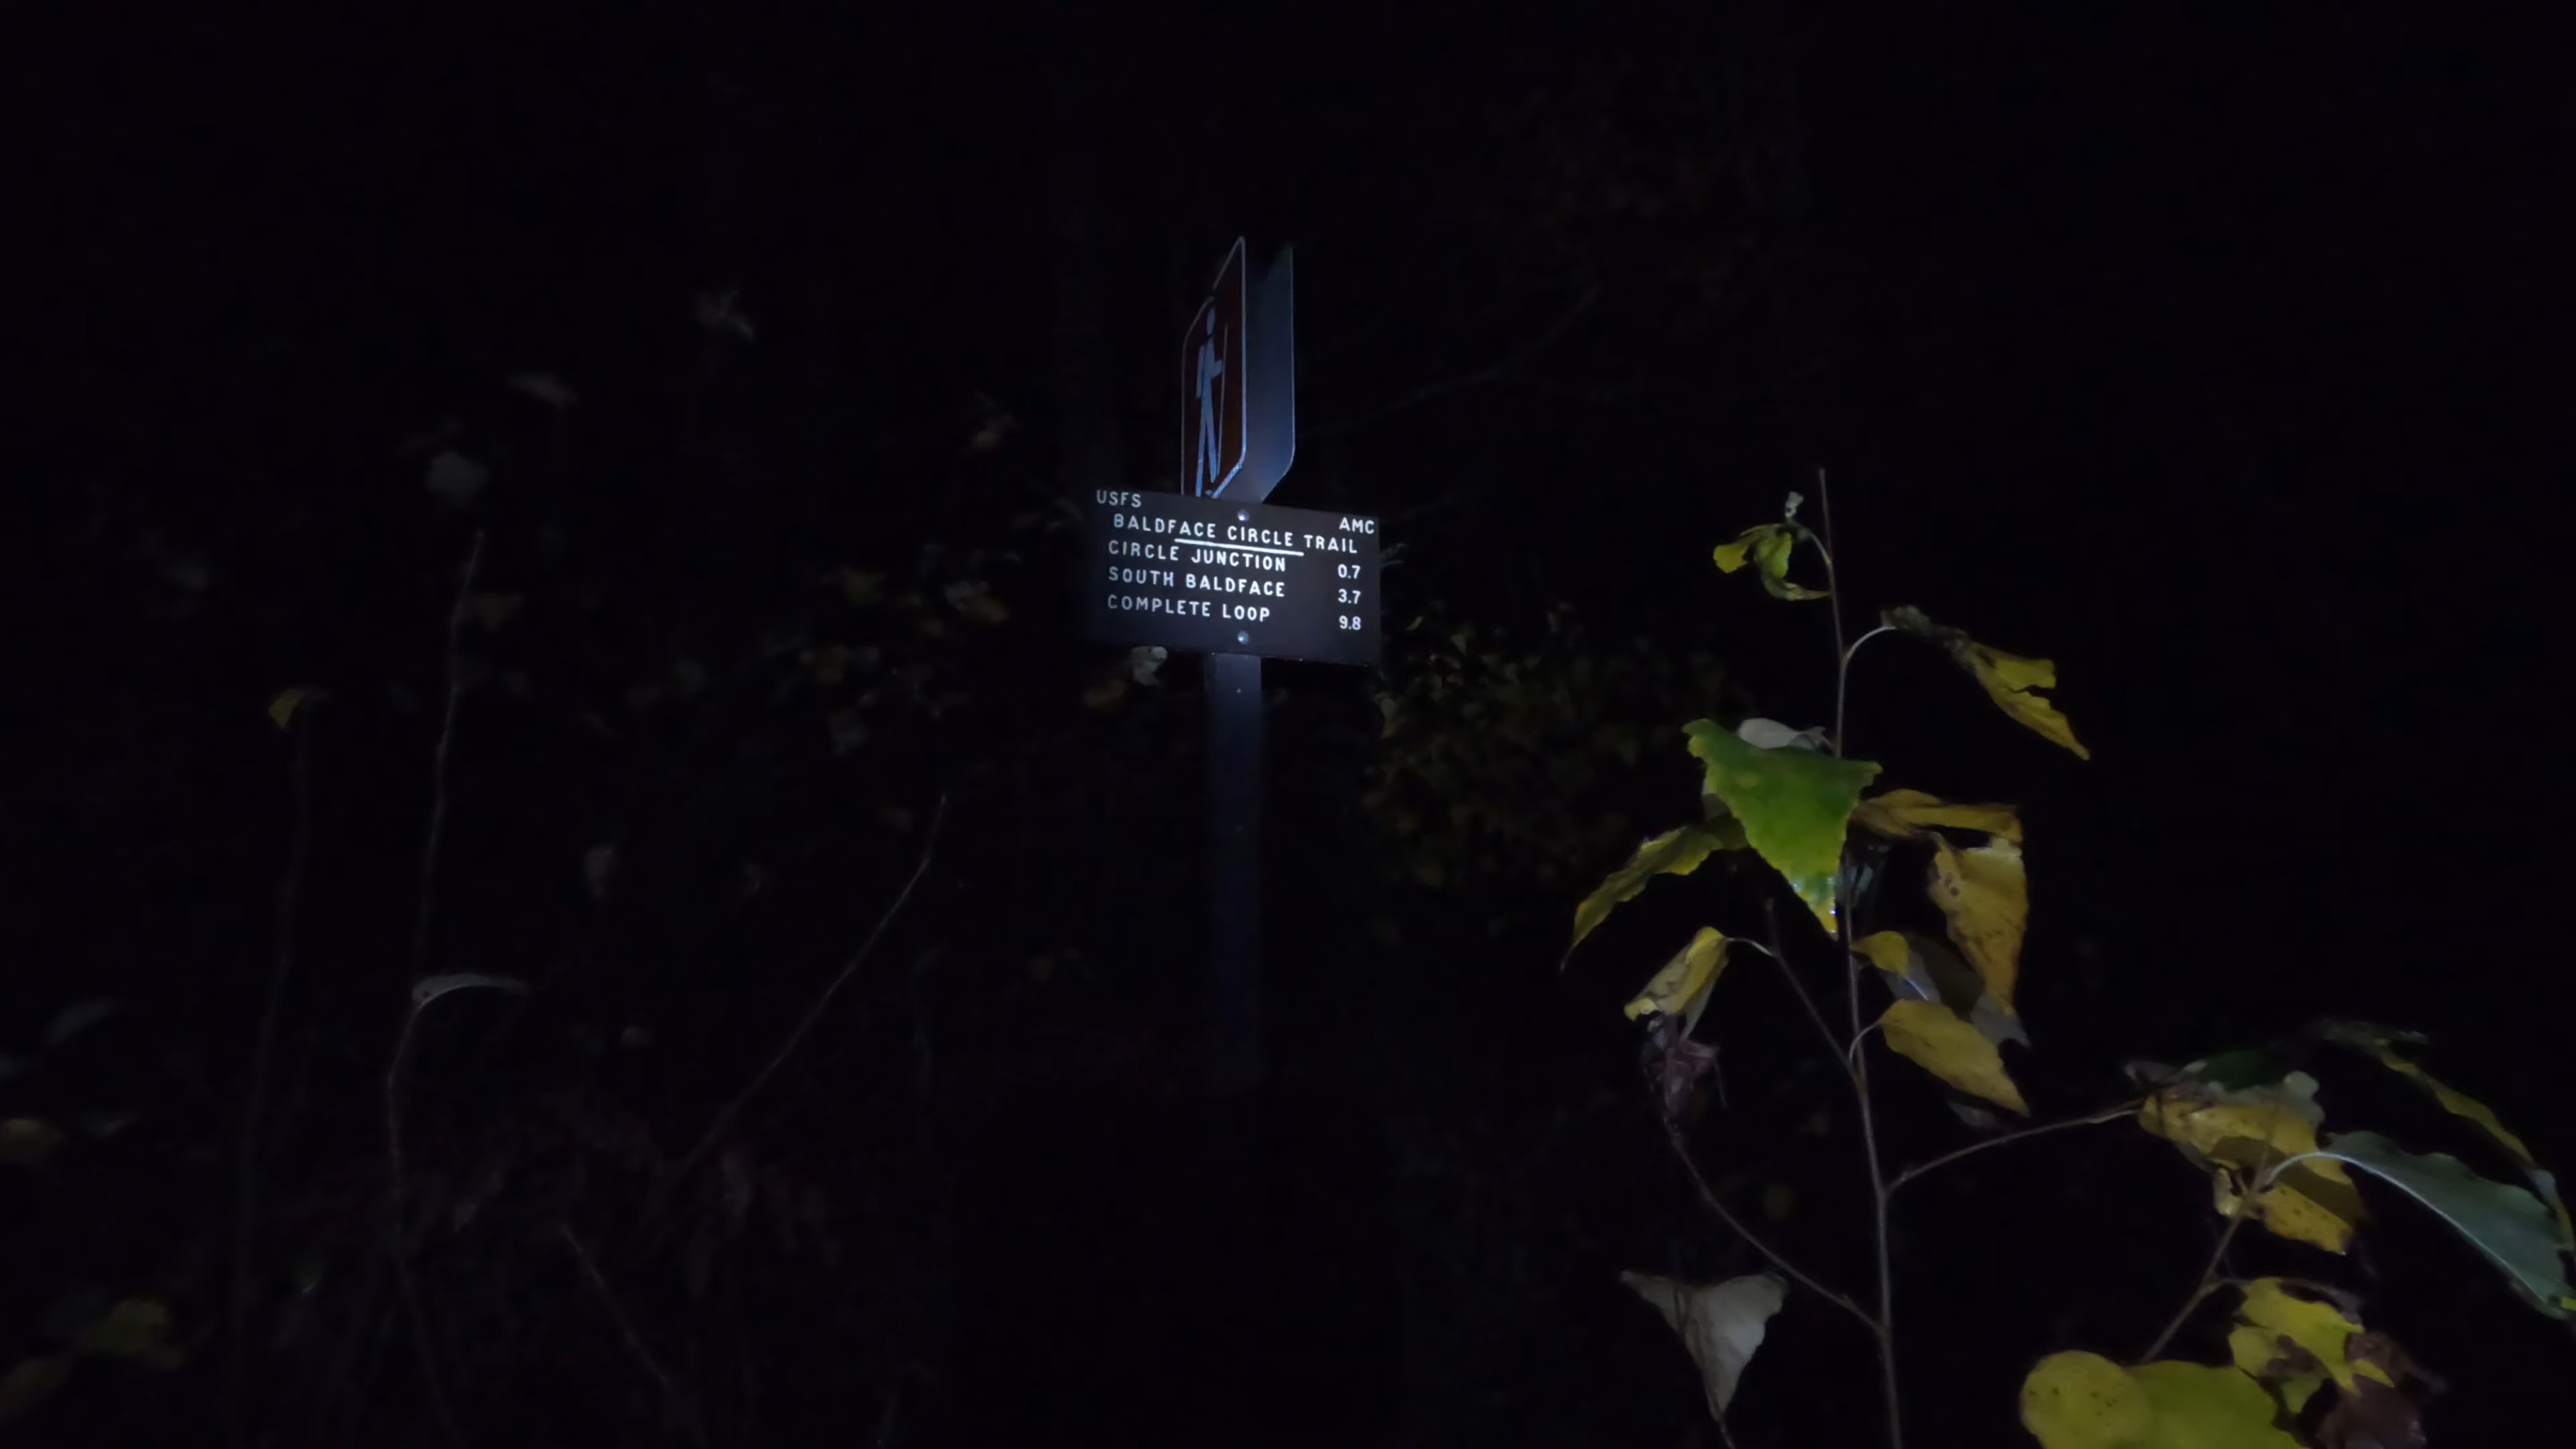 USFS AMC
BALDFACE CIRCLE TRAIL
CIRCLE JUNCTION 0.7
SOUTH BALDFACE 3.7
COMPLETE LOOP 9.8